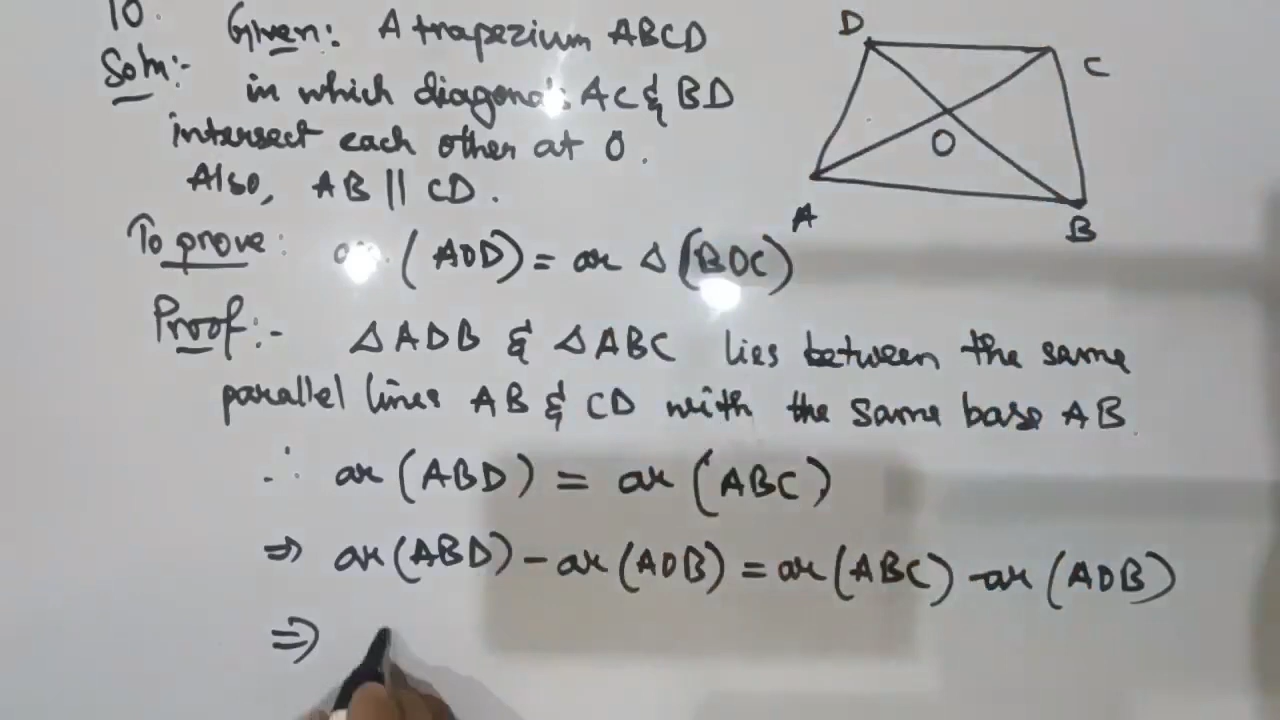 10.
Given: A trapezium ABCD
Soln:-
in which diagonals AC & BD
intersect each other at O.
Also, AB || CD.
To prove: ar. (AOD) = ar Δ (BOC)
Proof:- ΔADB & ΔABC lies between the same
parallel lines AB & CD with the same base AB.
∴ ar (ABD) = ar (ABC)
⇒ ar (ABD) - ar (AOB) = ar (ABC) - ar (AOB)
⇒
D
C
O
A
B